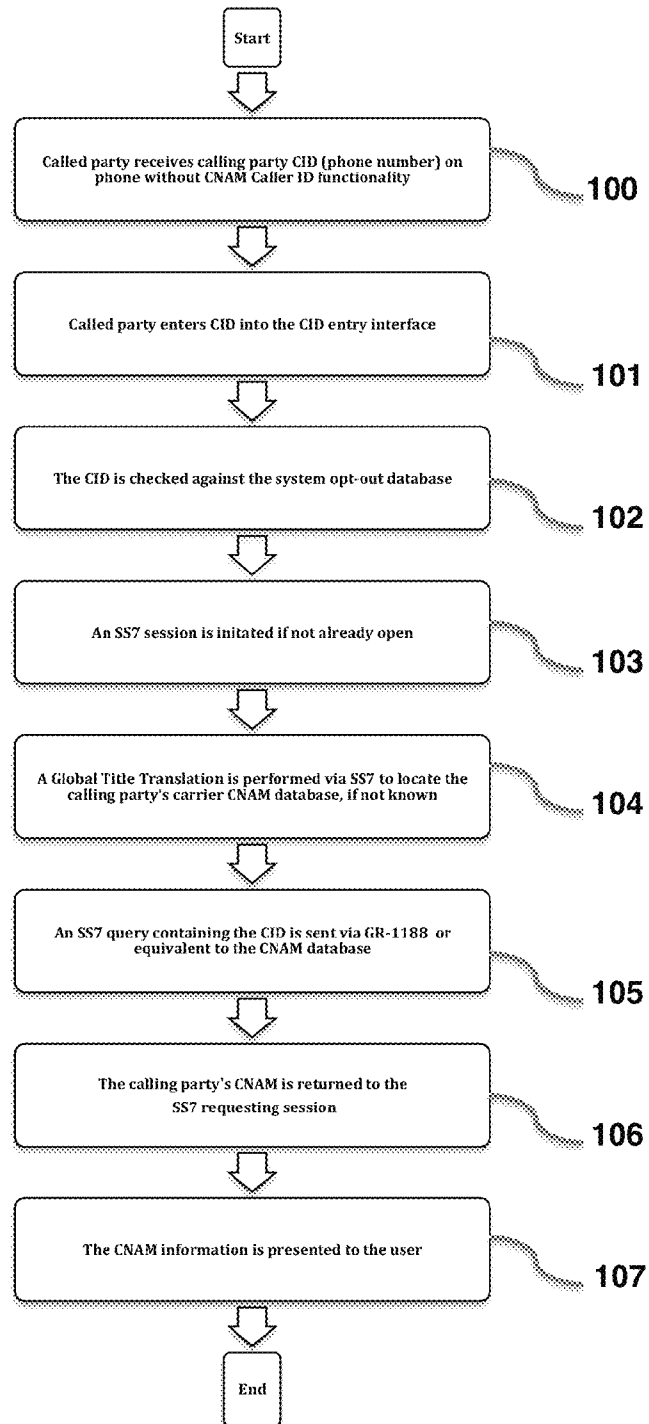 Start
Called party receives calling party CID (phone number) on
phone without CNAM Caller ID functionality
100
Called party enters CID into the CID entry interface
101
The CID is checked against the system opt-out database
102
An SS7 session is initated if not already open
103
A Global Title Translation is performed via SS7 to locate the
calling party's carrier CNAM database, if not known
104
An SS7 query containing the CID is sent via GR-1188 or
equivalent to the CNAM database
105
The calling party's CNAM is returned to the
SS7 requesting session
106
The CNAM information is presented to the user
107
End